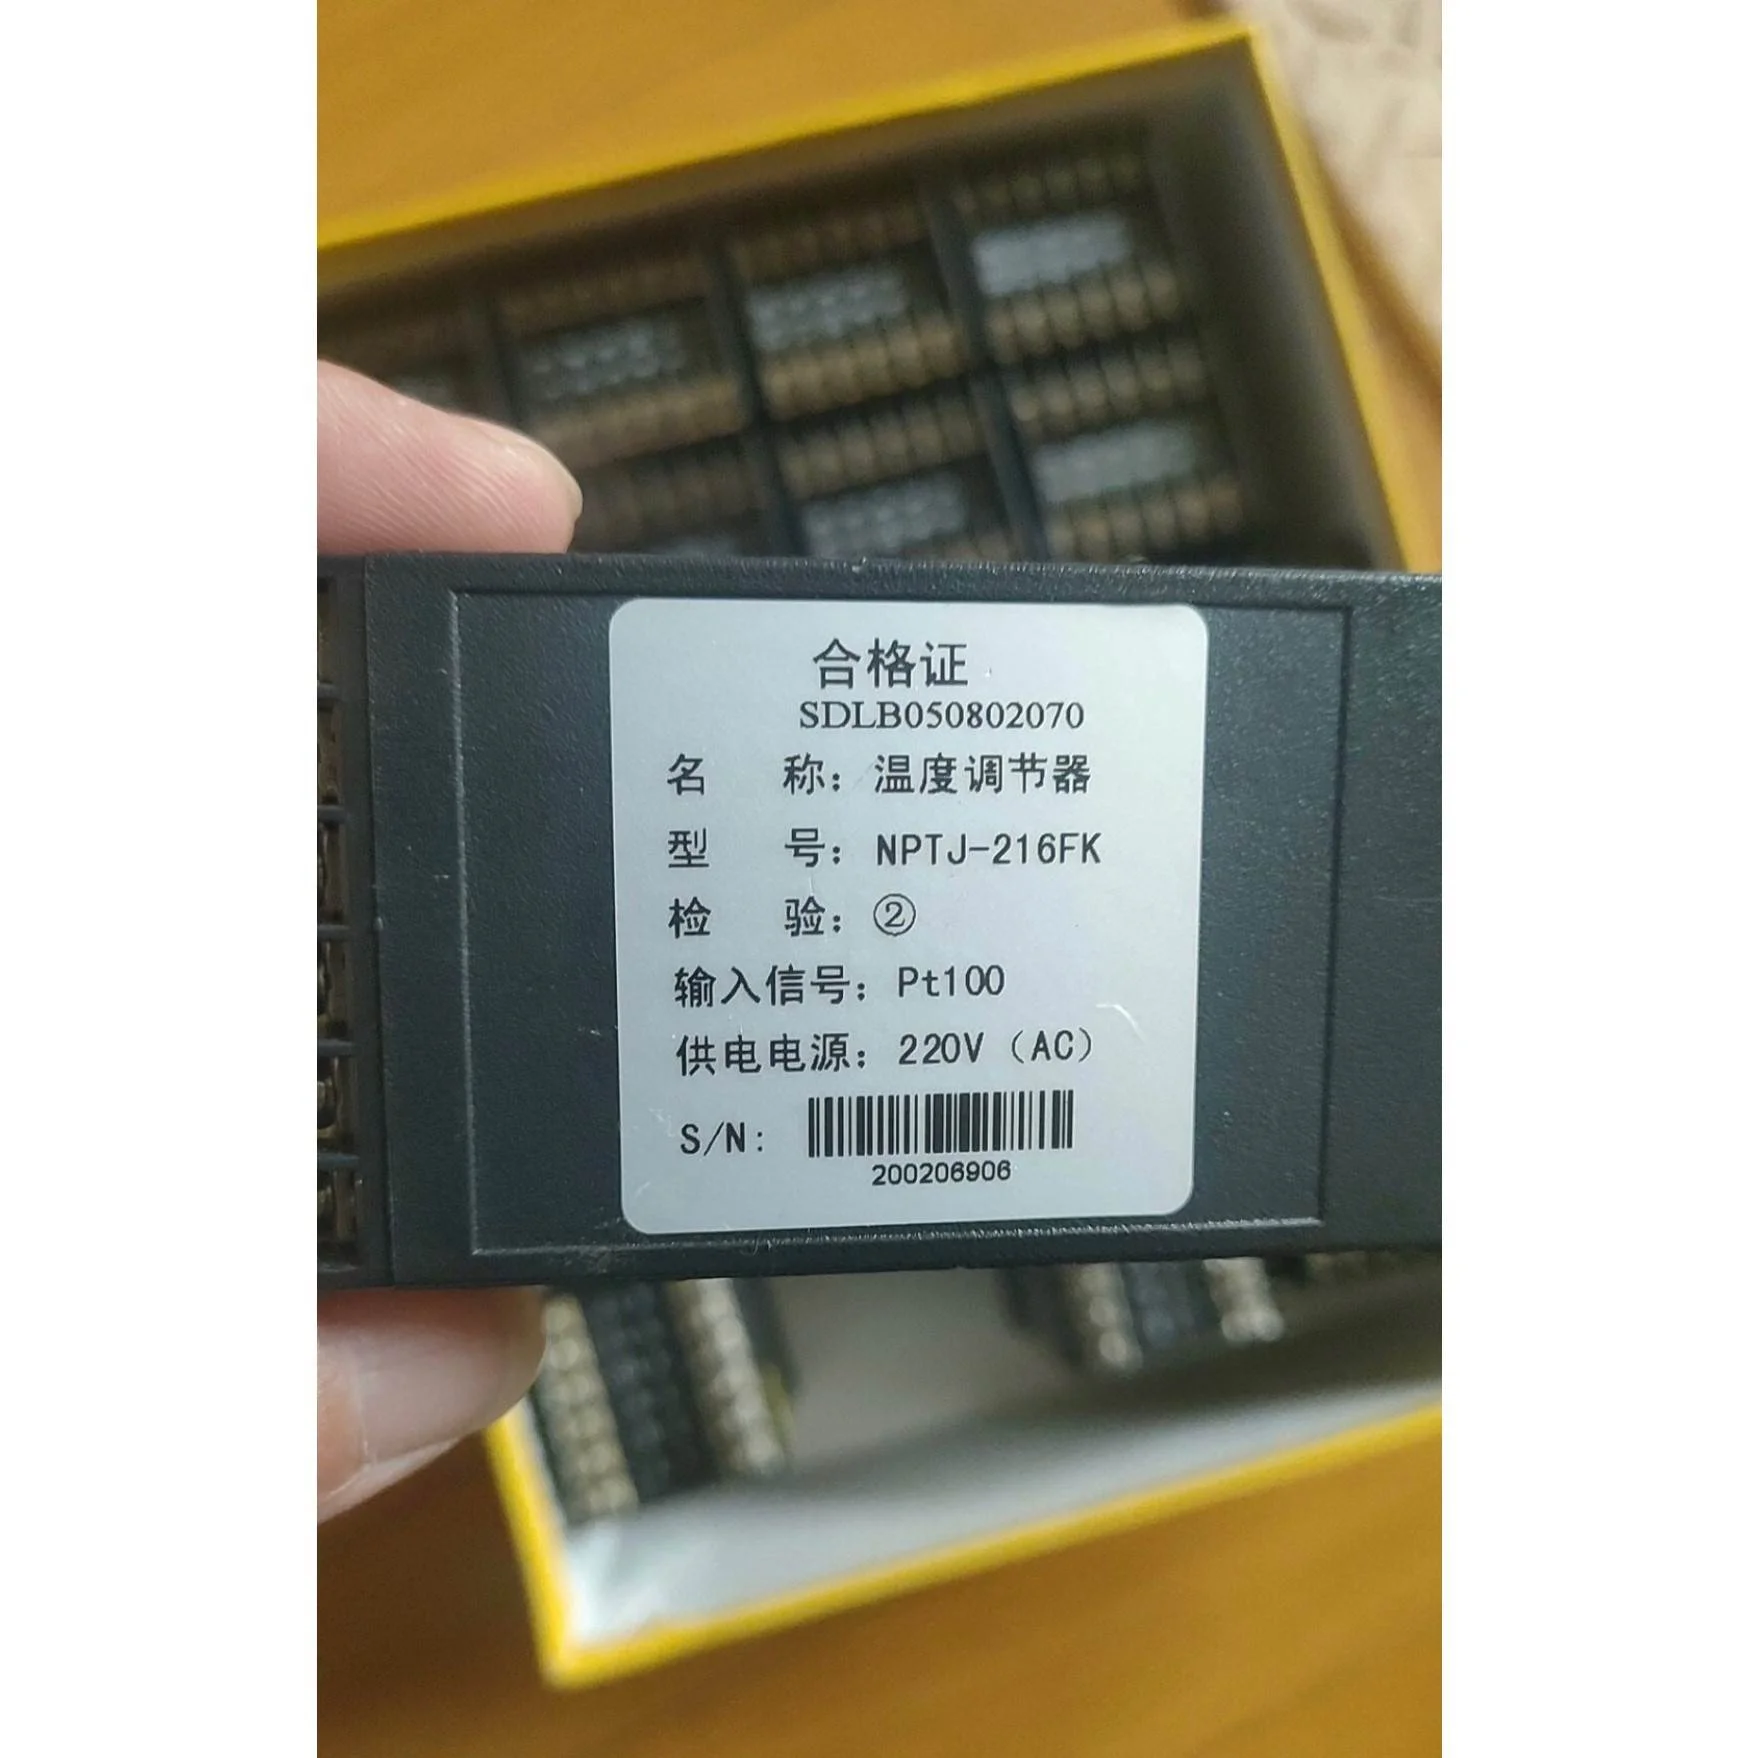 合格证
SDLB050802070
名 称：温度调节器
型 号：NPTJ-216FK
检 验：②
输入信号：Pt100
供电电源：220V（AC）
S/N:
200206906